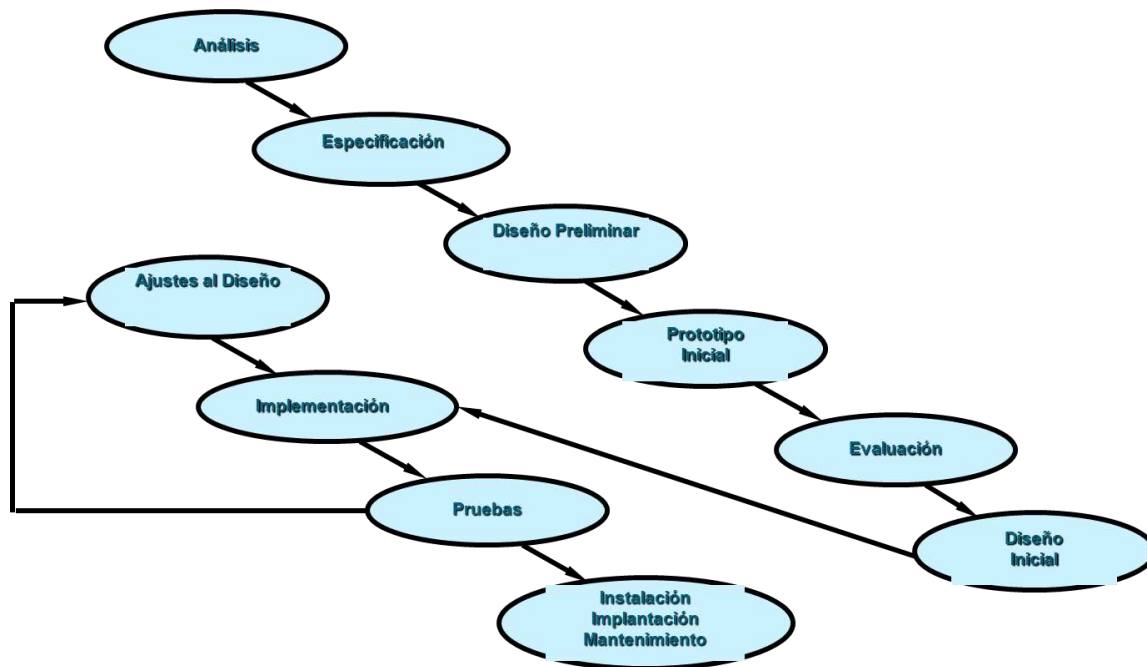 Análisis
Especificación
Diseño Preliminar
Ajustes al Diseño
Prototipo
Inicial
Implementación
Evaluación
Pruebas
Diseño
Inicial
Instalación
Implantación
Mantenimiento